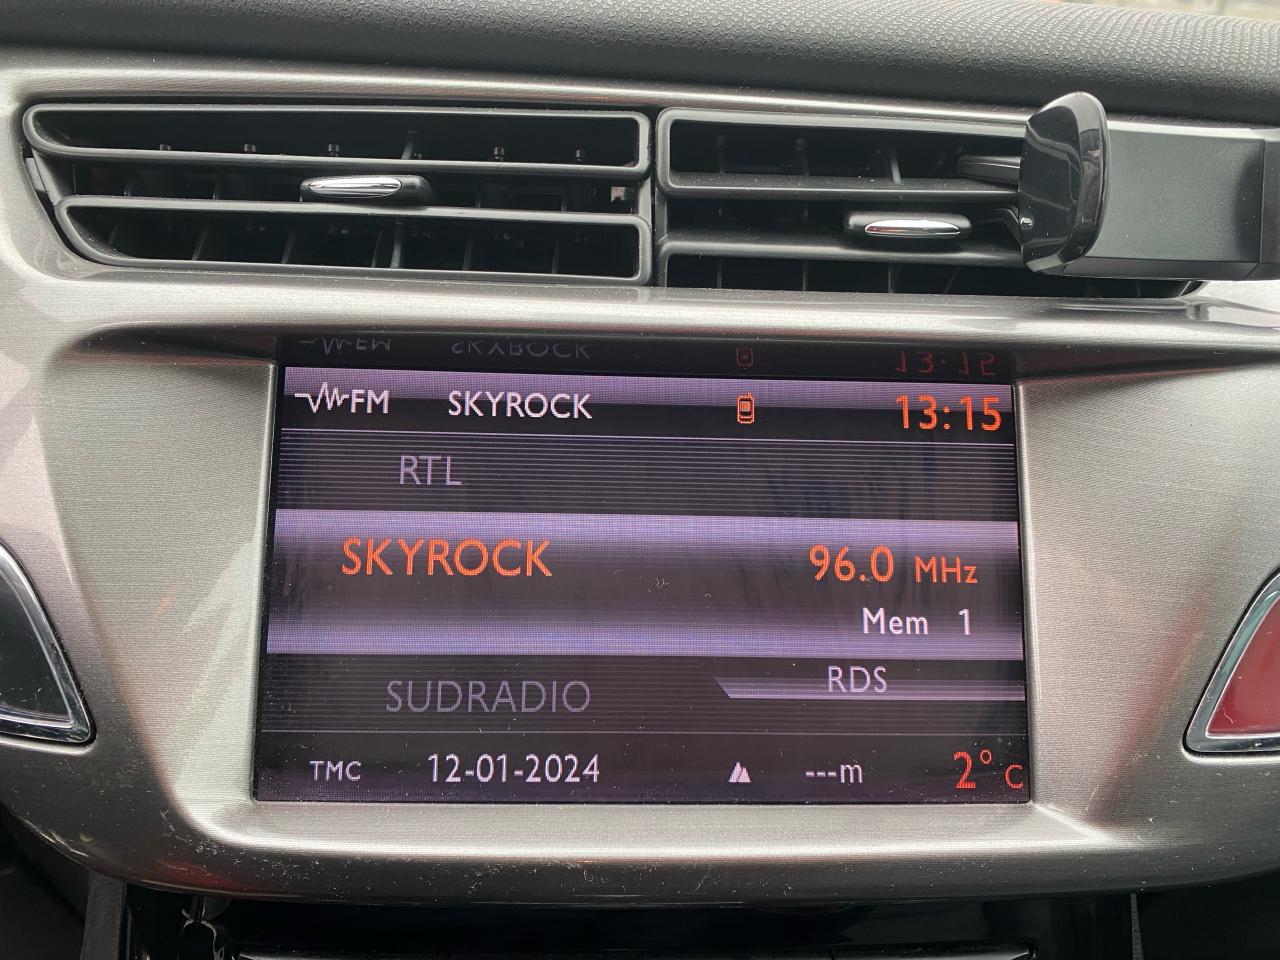 FM SKYROCK 13:15
RTL
SKYROCK 96.0 MHz
Mem 1
RDS
SUDRADIO
TMC 12-01-2024 ---m 2° C